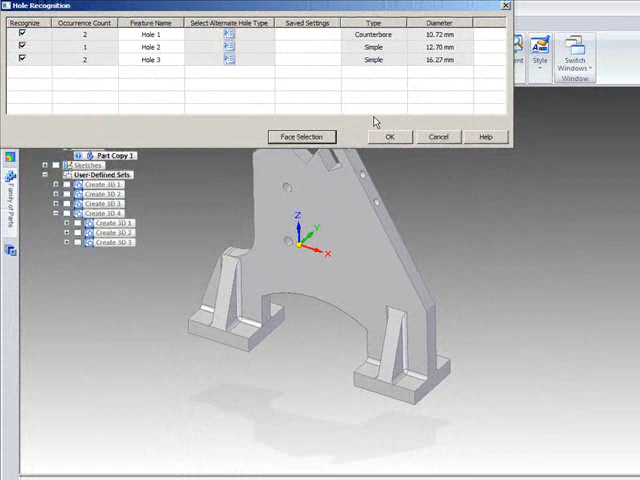 Hole Recognition
Recognize Occurrence Count Feature Name Select Alternate Hole Type Saved Settings Type Diameter
2 Hole 1 Counterbore 10.72 mm
1 Hole 2 Simple 12.70 mm
2 Hole 3 Simple 16.27 mm
Face Selection OK Cancel Help
Style
Switch
Windows
Window
Part Copy 1
Sketches
User-Defined Sets
Create 3D 1
Create 3D 2
Create 3D 3
Create 3D 4
Create 3D 1
Create 3D 2
Create 3D 3
Family of Parts
Z
Y
X